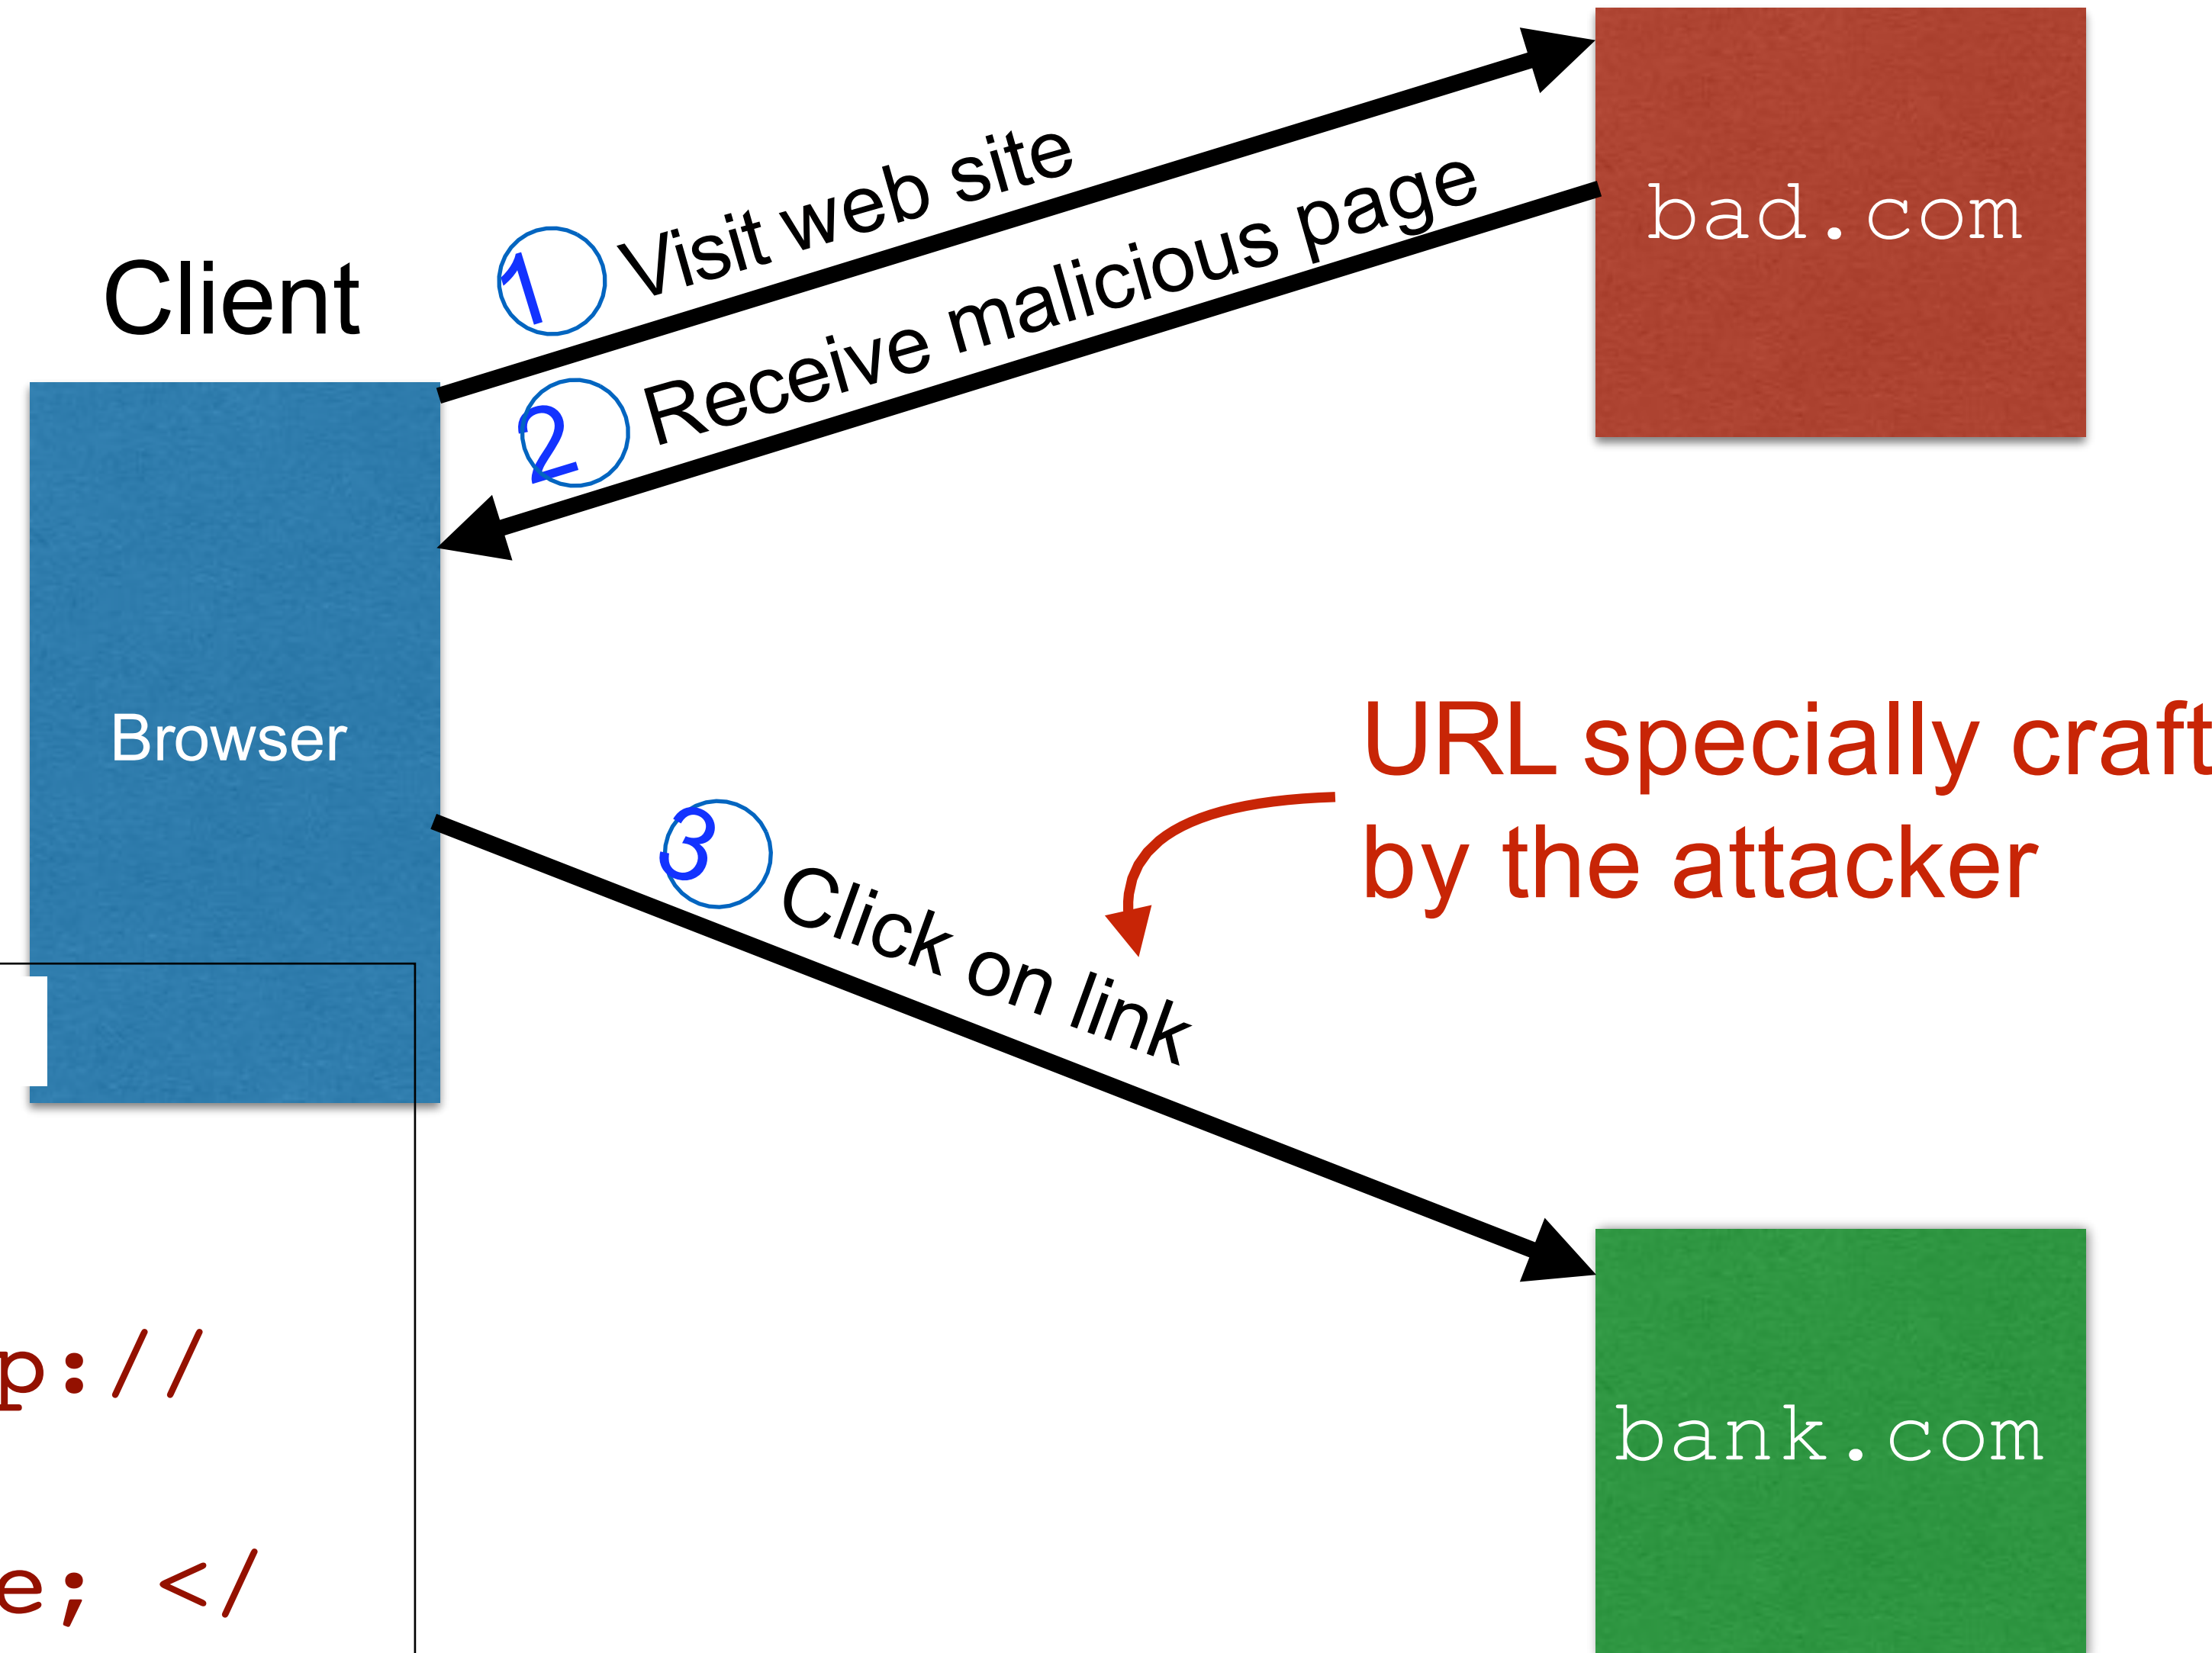 Client
1 Visit web site
2 Receive malicious page
bad.com
Browser
URL specially craft
by the attacker
3 Click on link
p://
e; </
bank.com